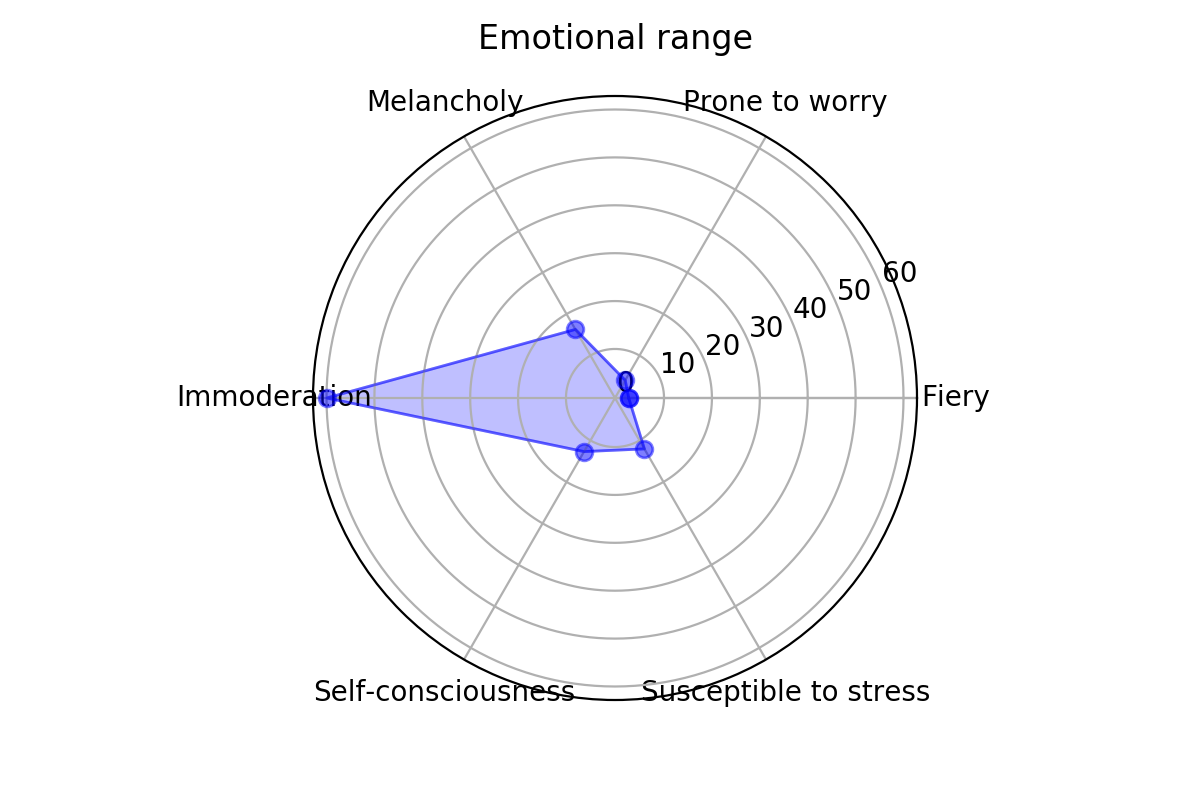 Emotional range
Melancholy
Prone to worry
60
50
40
30
20
10
0
Immoderation
Fiery
Self-consciousness
Susceptible to stress